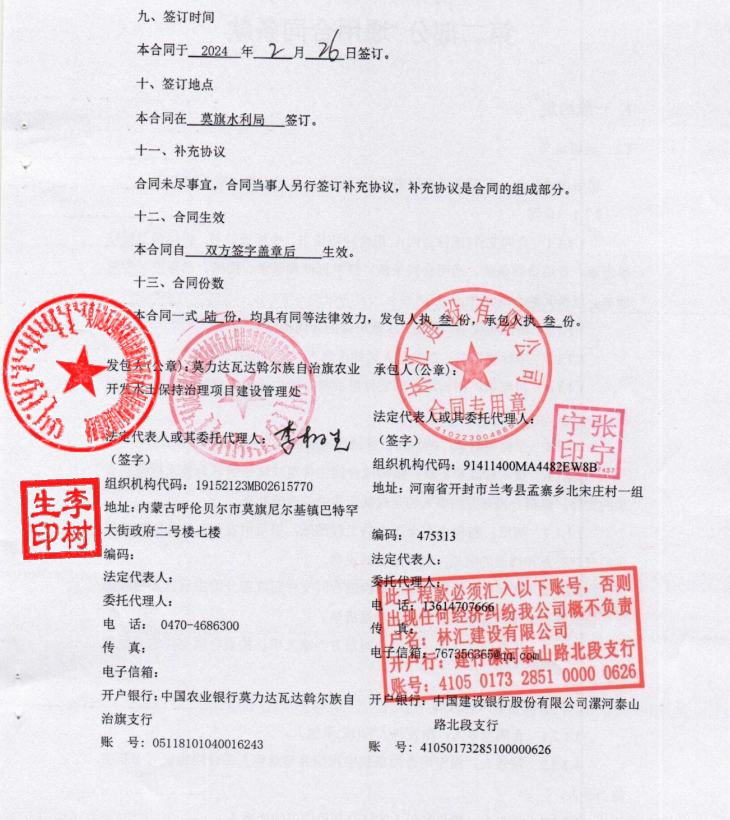 九、签订时间
本合同于 2024 年 2 月 26 日签订。
十、签订地点
本合同在 莫旗水利局 签订。
十一、补充协议
合同未尽事宜，合同当事人另行签订补充协议，补充协议是合同的组成部分。
十二、合同生效
本合同自 双方签字盖章后 生效。
十三、合同份数
本合同一式 陆 份，均具有同等法律效力，发包人执 叁 份，承包人执 叁 份。
发包人(公章)：莫力达瓦达斡尔族自治旗农业
开发水土保持治理项目建设管理处
法定代表人或其委托代理人：李树生
（签字）
组织机构代码：19152123MB02615770
地址：内蒙古呼伦贝尔市莫旗尼尔基镇巴特罕
大街政府二号楼七楼
编码：
法定代表人：
委托代理人：
电 话： 0470-4686300
传 真：
电子信箱：
开户银行：中国农业银行莫力达瓦达斡尔族自
治旗支行
账 号：05118101040016243
李树
生印
承包人(公章)：
法定代表人或其委托代理人：
（签字）
组织机构代码：91411400MA4482EW8B
地址：河南省开封市兰考县孟寨乡北宋庄村一组
编码： 475313
法定代表人：
委托代理人：
电 话：13614707666
传 真：
电子信箱：767356365@qq.com
开户银行：中国建设银行股份有限公司漯河泰山
路北段支行
账 号：41050173285100000626
林汇建设有限公司
合同专用章
张宁
宁印
此工程款必须汇入以下账号，否则
出现任何经济纠纷我公司概不负责
户名：林汇建设有限公司
开户行：建行漯河泰山路北段支行
账号：4105 0173 2851 0000 0626